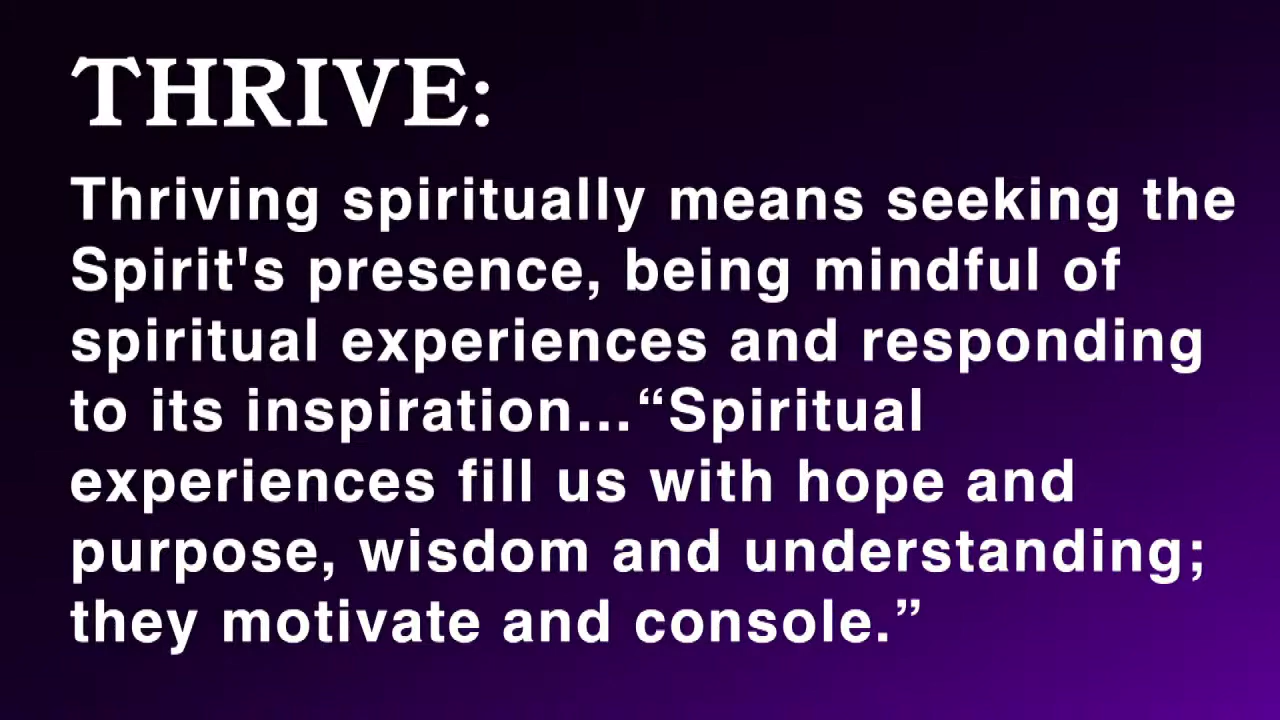 THRIVE:
Thriving spiritually means seeking the
Spirit's presence, being mindful of
spiritual experiences and responding
to its inspiration...“Spiritual
experiences fill us with hope and
purpose, wisdom and understanding;
they motivate and console.”